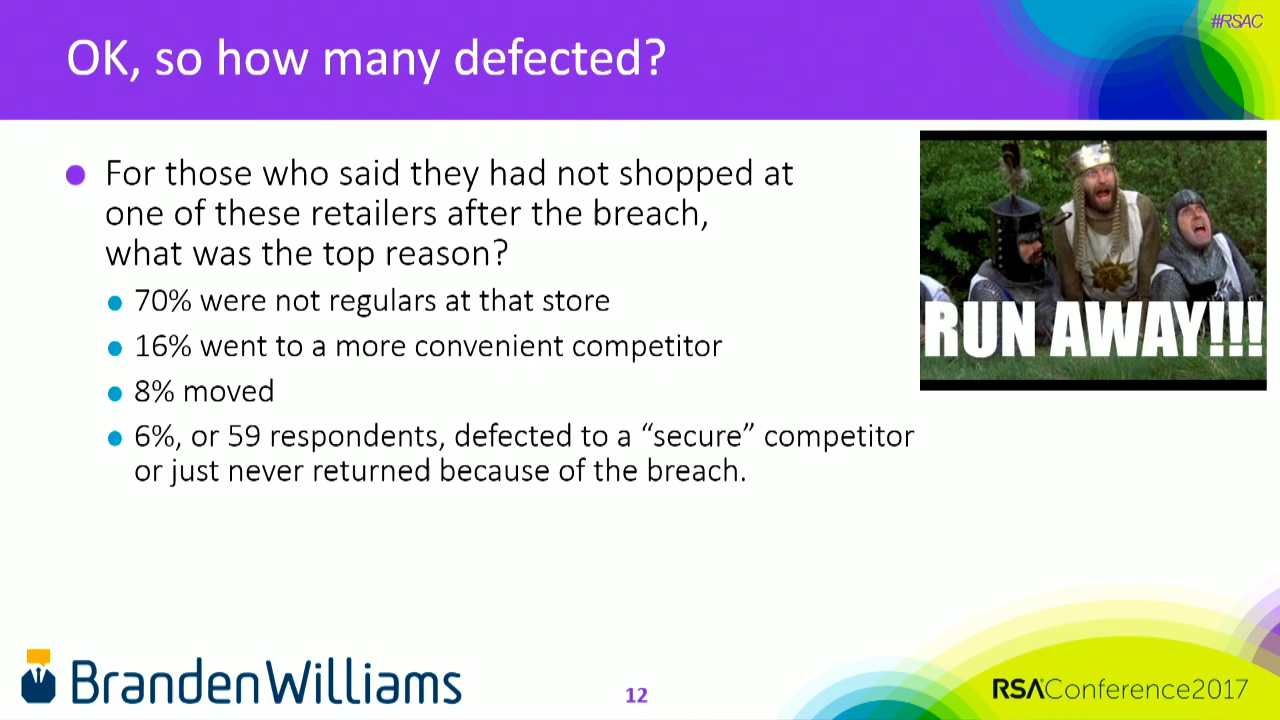 #RSAC
OK, so how many defected?
For those who said they had not shopped at
one of these retailers after the breach,
what was the top reason?
70% were not regulars at that store
16% went to a more convenient competitor
8% moved
6%, or 59 respondents, defected to a “secure” competitor
or just never returned because of the breach.
RUN AWAY!!!
BrandenWilliams
12
RSAConference2017